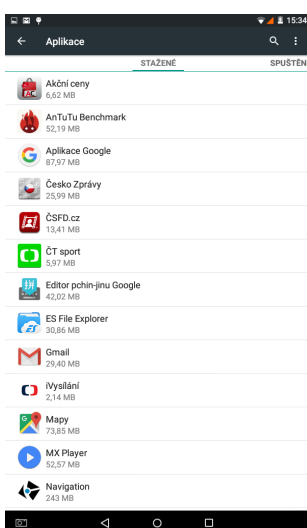 15:34
Aplikace
STAŽENÉ SPUŠTĚN
Akční ceny
6,62 MB
AnTuTu Benchmark
52,19 MB
Aplikace Google
87,97 MB
Česko Zprávy
25,99 MB
ČSFD.cz
13,41 MB
ČT sport
5,97 MB
Editor pchin-jinu Google
42,02 MB
ES File Explorer
30,86 MB
Gmail
29,40 MB
iVysílání
2,14 MB
Mapy
73,85 MB
MX Player
52,57 MB
Navigation
243 MB